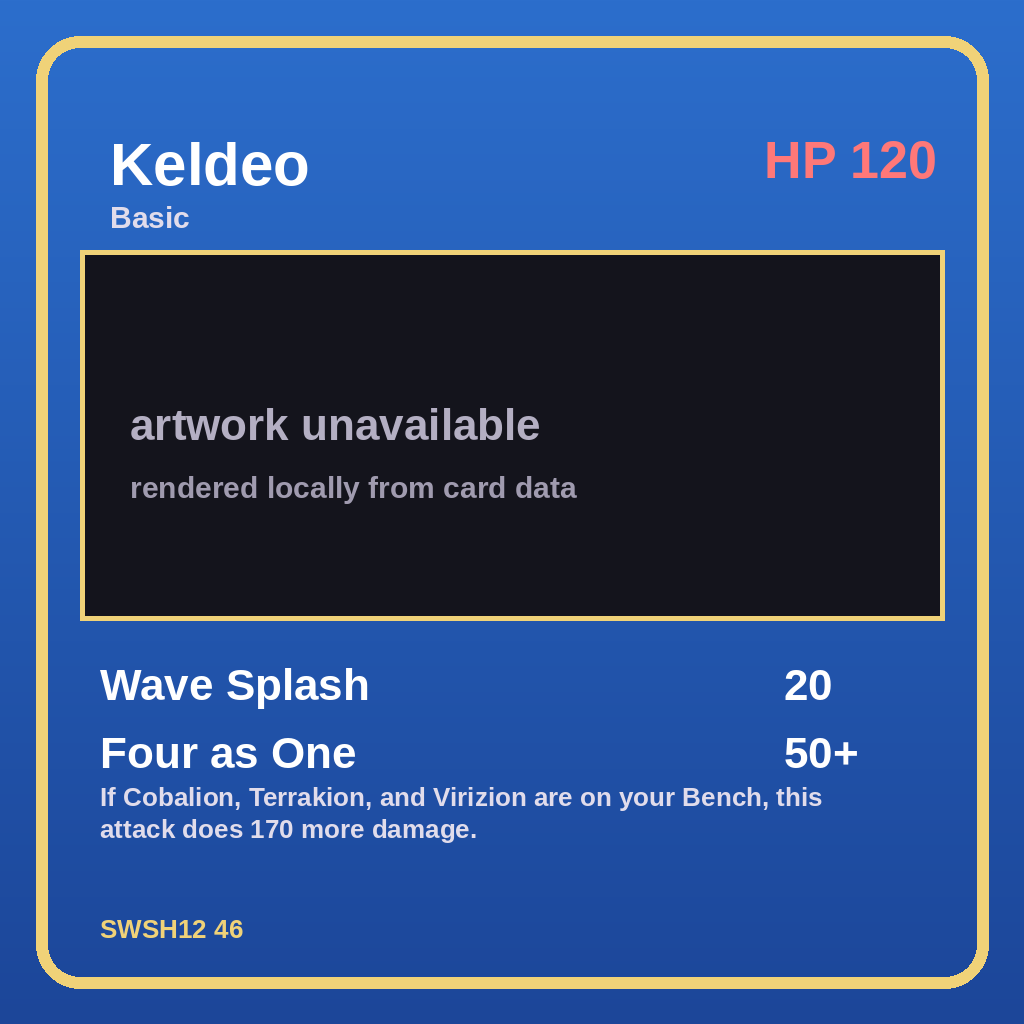 Keldeo
HP 120
Basic
artwork unavailable
rendered locally from card data
Wave Splash 20
Four as One 50+
If Cobalion, Terrakion, and Virizion are on your Bench, this
attack does 170 more damage.
SWSH12 46